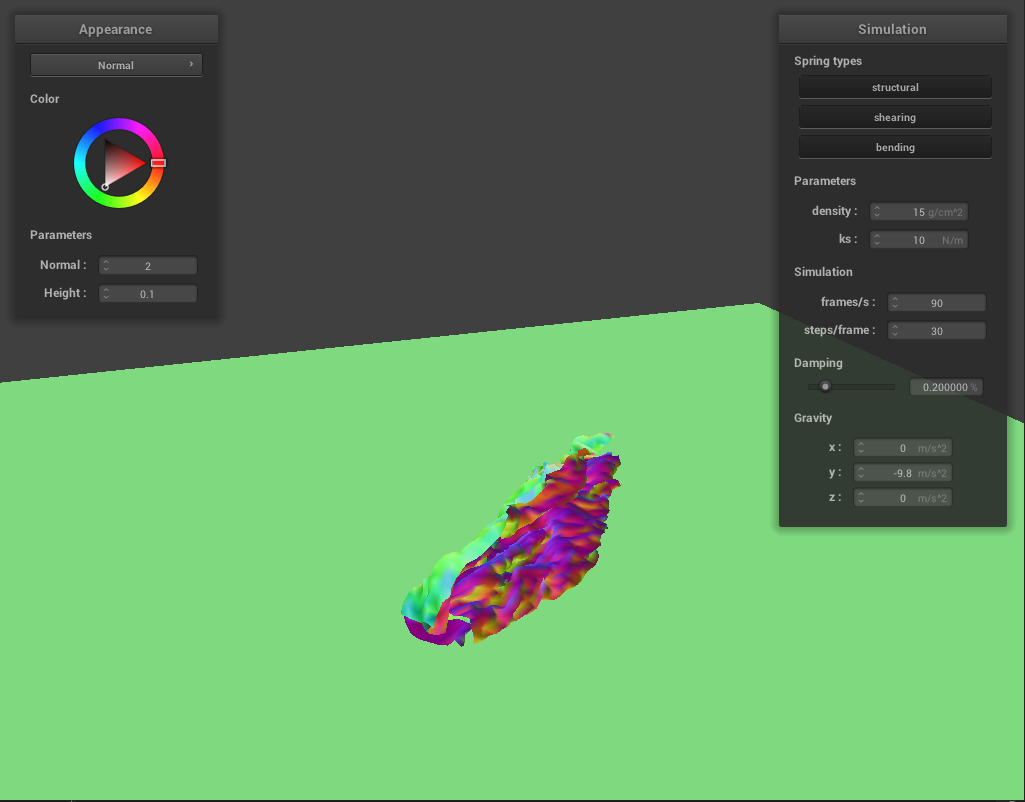 Appearance
Normal
Color
Parameters
Normal : 2
Height : 0.1
Simulation
Spring types
structural
shearing
bending
Parameters
density : 15 g/cm^2
ks : 10 N/m
Simulation
frames/s : 90
steps/frame : 30
Damping
0.200000 %
Gravity
x : 0 m/s^2
y : -9.8 m/s^2
z : 0 m/s^2